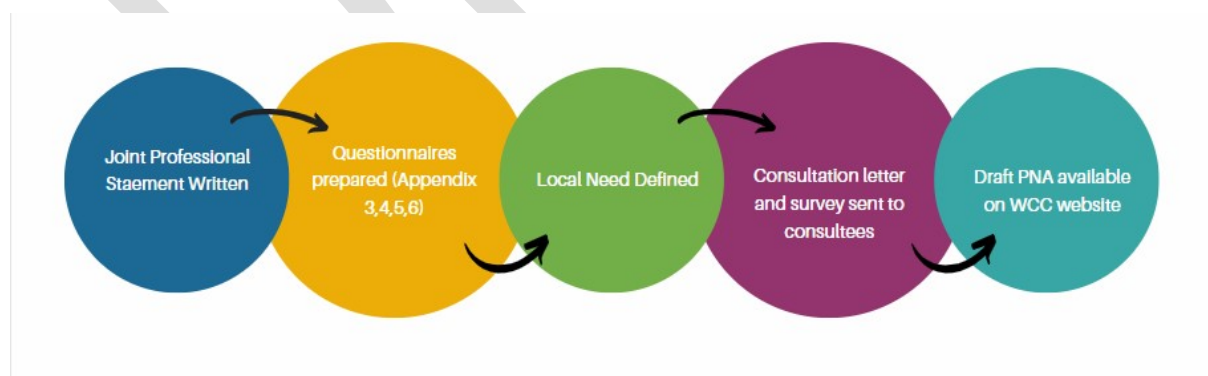 Joint Professional
Staement Written
Questionnaires
prepared (Appendix
3,4,5,6)
Local Need Defined
Consultation letter
and survey sent to
consultees
Draft PNA available
on WCC website